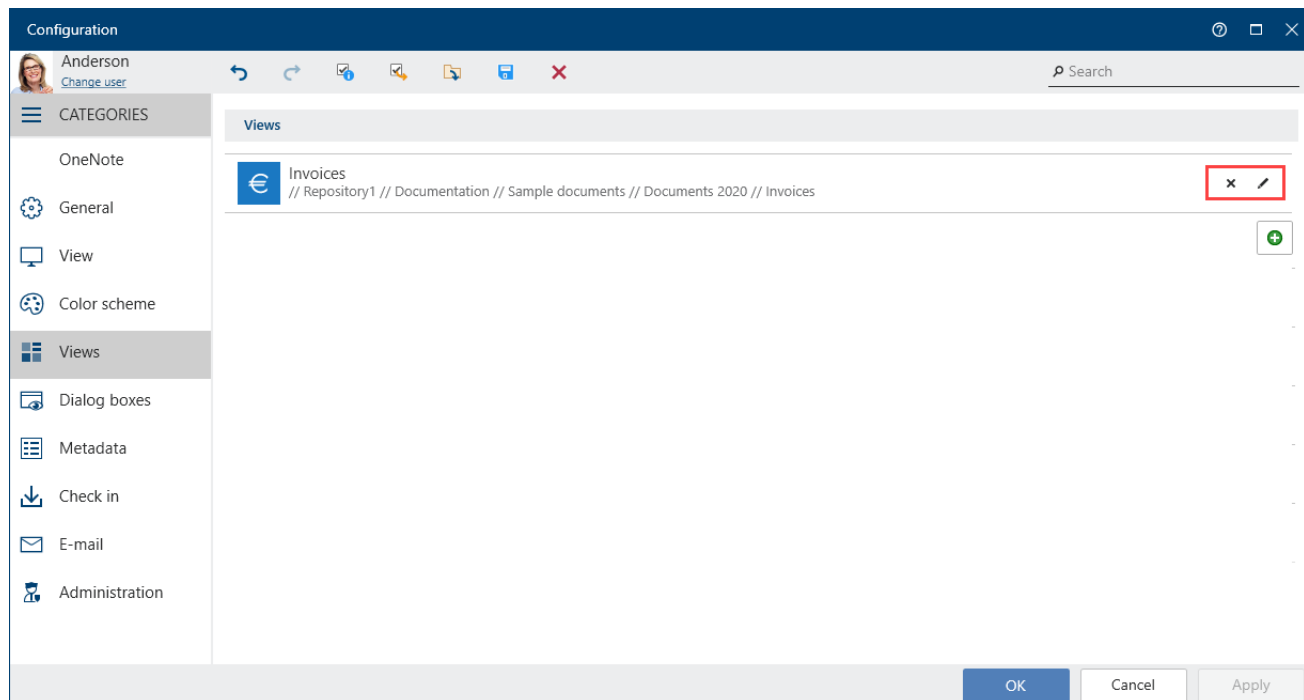 Configuration
Anderson
Change user
Search
CATEGORIES
OneNote
General
View
Color scheme
Views
Dialog boxes
Metadata
Check in
E-mail
Administration
Views
Invoices
// Repository1 // Documentation // Sample documents // Documents 2020 // Invoices
OK
Cancel
Apply